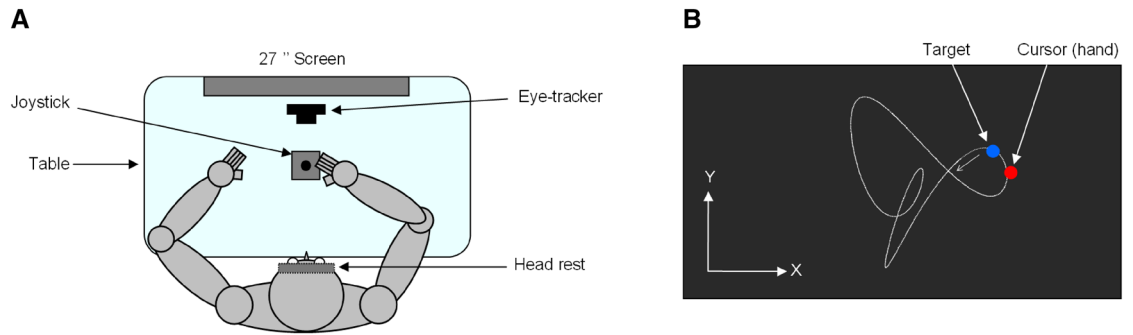 A
27 " Screen
Joystick
Eye-tracker
Table
Head rest
B
Target
Cursor (hand)
Y
X